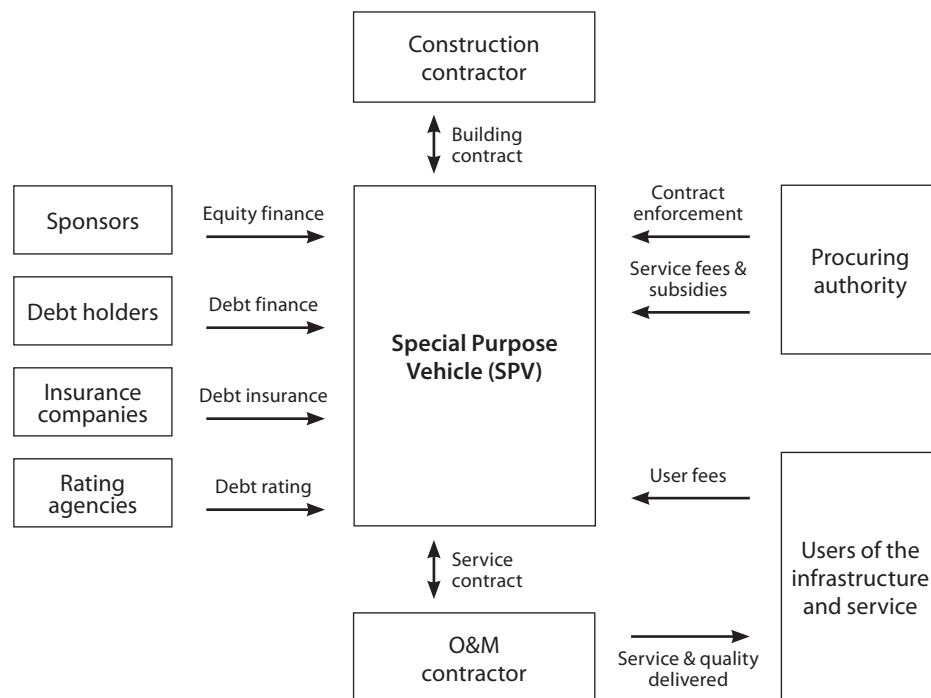 Construction
contractor
Building
contract
Sponsors
Equity finance
Debt holders
Debt finance
Insurance
companies
Debt insurance
Rating
agencies
Debt rating
Special Purpose
Vehicle (SPV)
Contract
enforcement
Service fees &
subsidies
Procuring
authority
User fees
Users of the
infrastructure
and service
Service
contract
O&M
contractor
Service & quality
delivered